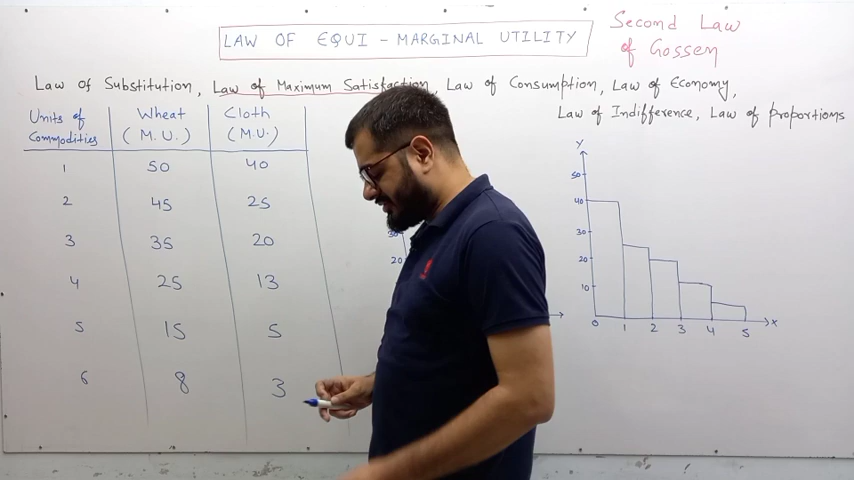 LAW OF EQUI - MARGINAL UTILITY
Second Law
of Gossen
Law of Substitution, Law of Maximum Satisfaction, Law of Consumption, Law of Economy,
Law of Indifference, Law of proportions
Units of Commodities
Wheat (M.U.)
Cloth (M.U.)
1 50 40
2 45 25
3 35 20
4 25 13
5 15 5
6 8 3
30
20
Y
50
40
30
20
10
0 1 2 3 4 5 X